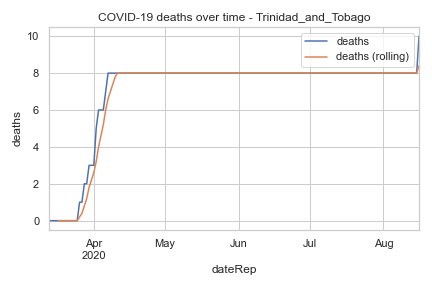 COVID-19 deaths over time - Trinidad_and_Tobago
deaths
deaths (rolling)
10
8
6
4
2
0
deaths
Apr
2020
May
Jun
Jul
Aug
dateRep